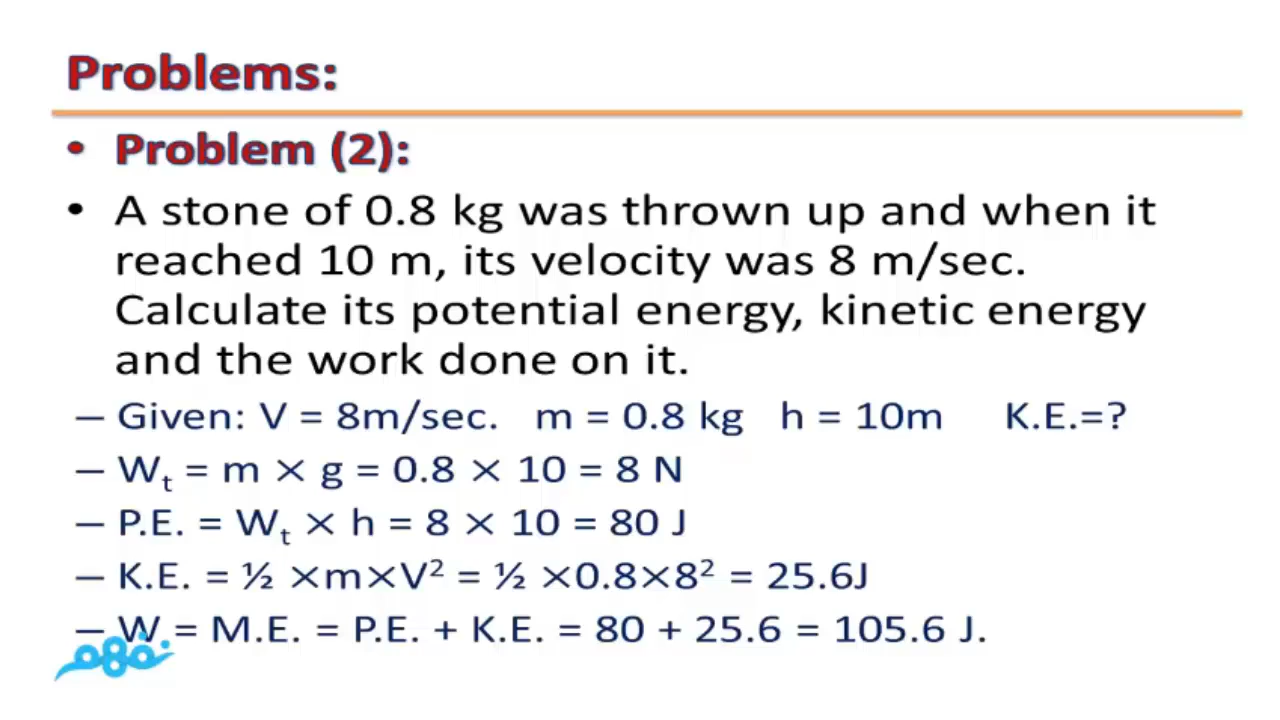 Problems:
• Problem (2):
• A stone of 0.8 kg was thrown up and when it
reached 10 m, its velocity was 8 m/sec.
Calculate its potential energy, kinetic energy
and the work done on it.
– Given: V = 8m/sec. m = 0.8 kg h = 10m K.E.=?
– Wₜ = m × g = 0.8 × 10 = 8 N
– P.E. = Wₜ × h = 8 × 10 = 80 J
– K.E. = ½ ×m×V² = ½ ×0.8×8² = 25.6J
– W = M.E. = P.E. + K.E. = 80 + 25.6 = 105.6 J.
نفهم